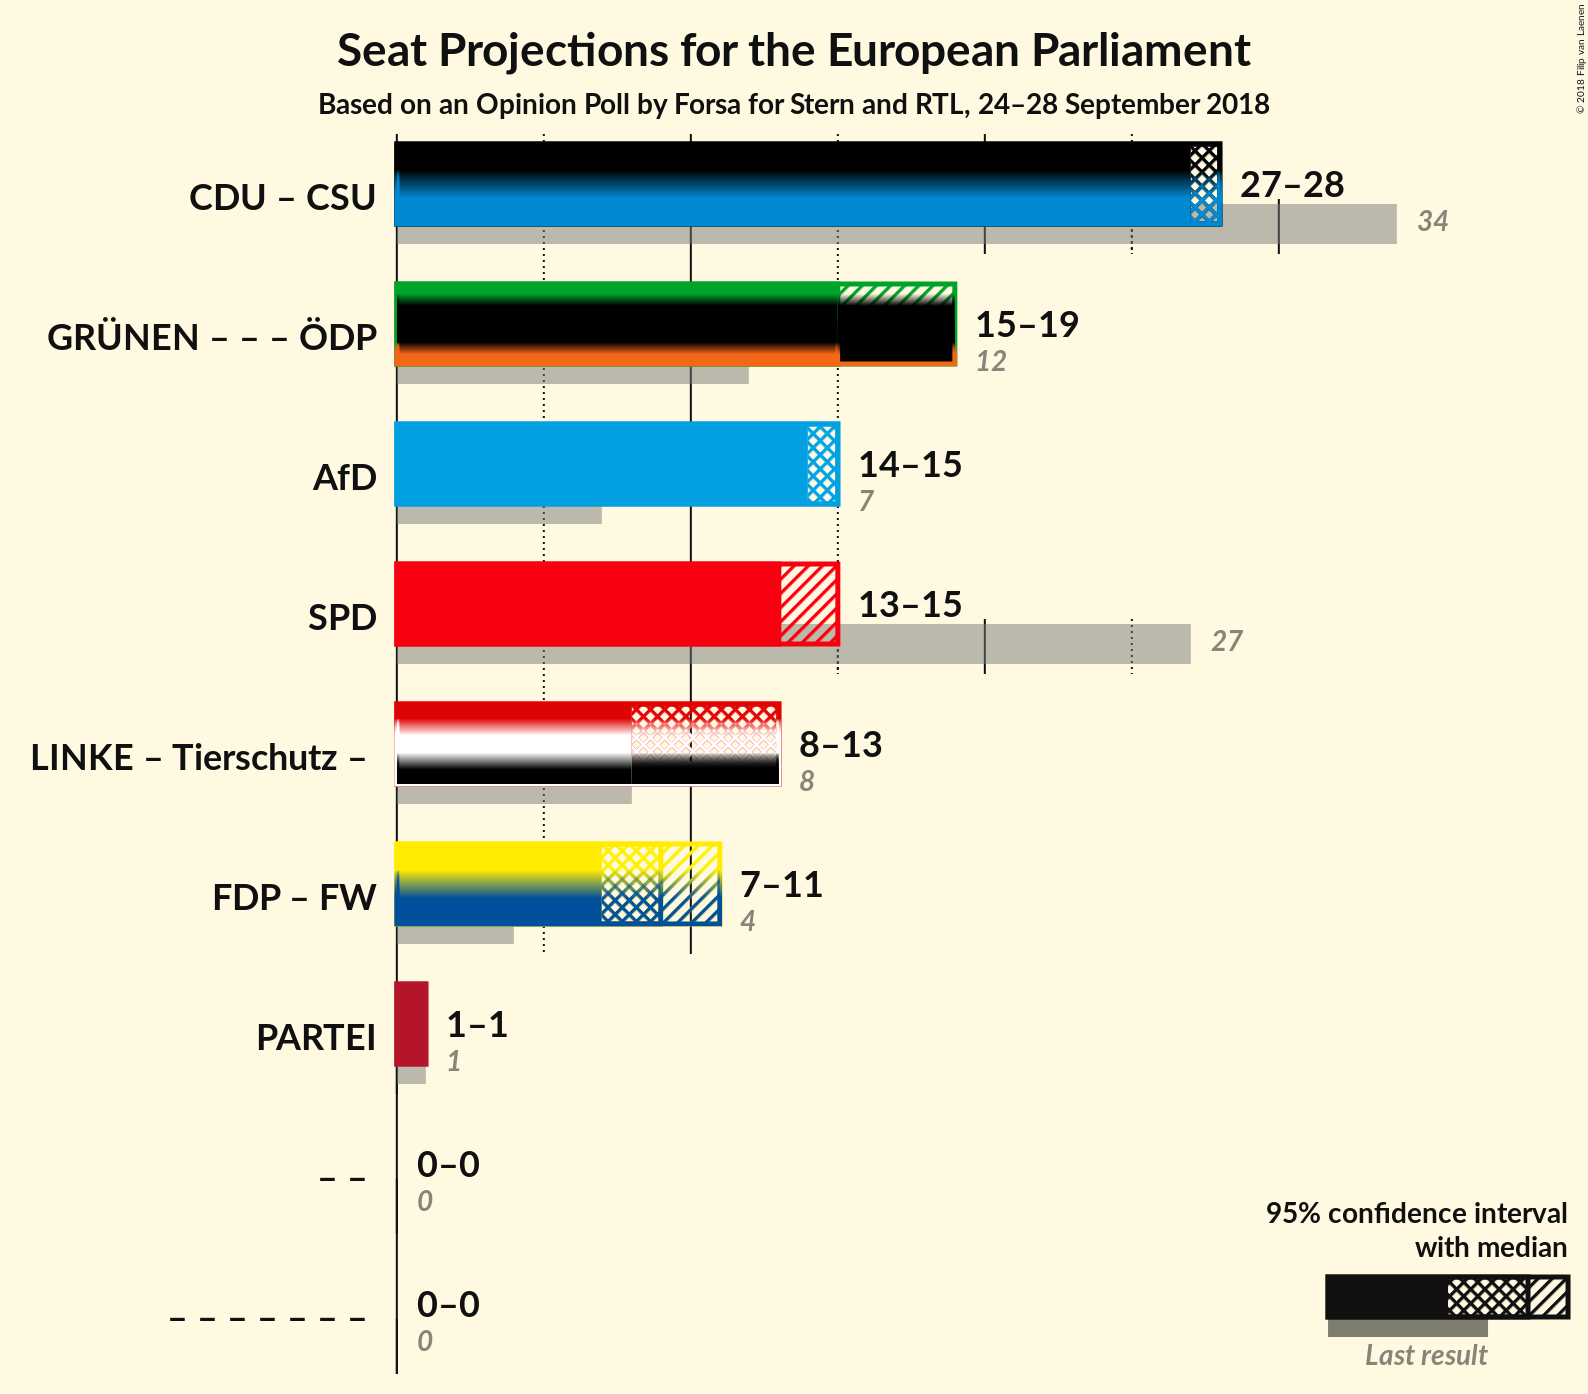 Seat Projections for the European Parliament
Based on an Opinion Poll by Forsa for Stern and RTL, 24–28 September 2018
© 2018 Filip van Laenen
CDU – CSU
27–28
34
GRÜNEN – – – ÖDP
15–19
12
AfD
14–15
7
SPD
13–15
27
LINKE – Tierschutz –
8–13
8
FDP – FW
7–11
4
PARTEI
1–1
1
– –
0–0
0
– – – – – – –
0–0
0
95% confidence interval
with median
Last result